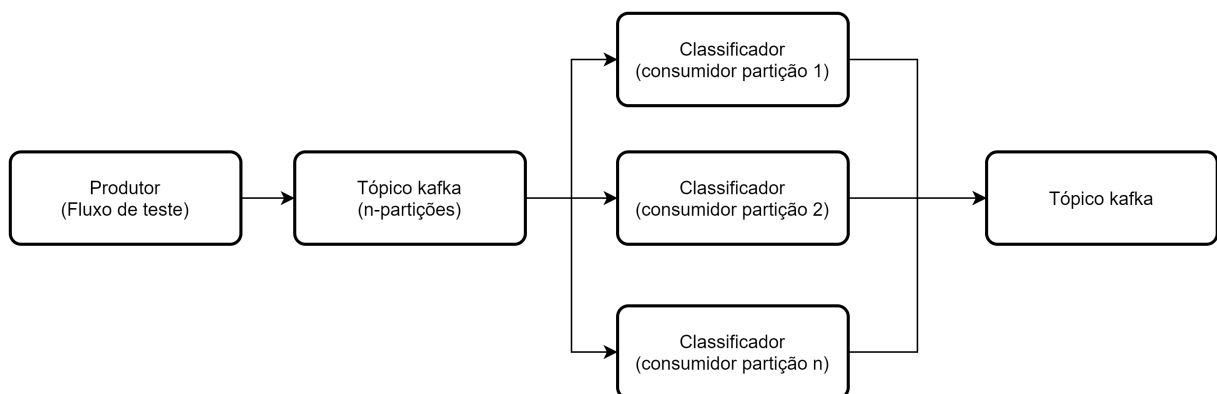 Produtor
(Fluxo de teste)
Tópico kafka
(n-partições)
Classificador
(consumidor partição 1)
Classificador
(consumidor partição 2)
Classificador
(consumidor partição n)
Tópico kafka